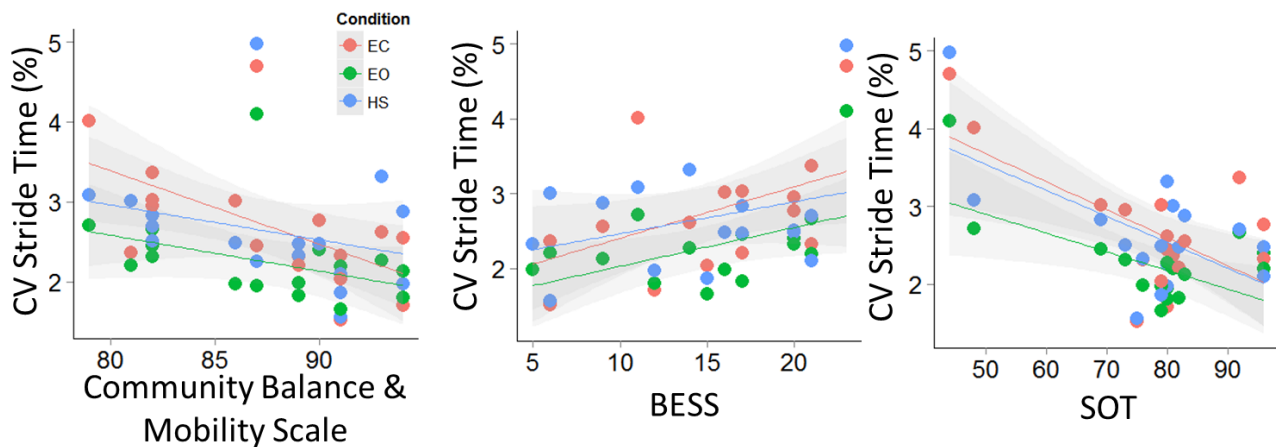 Condition
EC
EO
HS
CV Stride Time (%)
5
4
3
2
80
85
90
Community Balance &
Mobility Scale
CV Stride Time (%)
5
4
3
2
5
10
15
20
BESS
CV Stride Time (%)
5
4
3
2
50
60
70
80
90
SOT